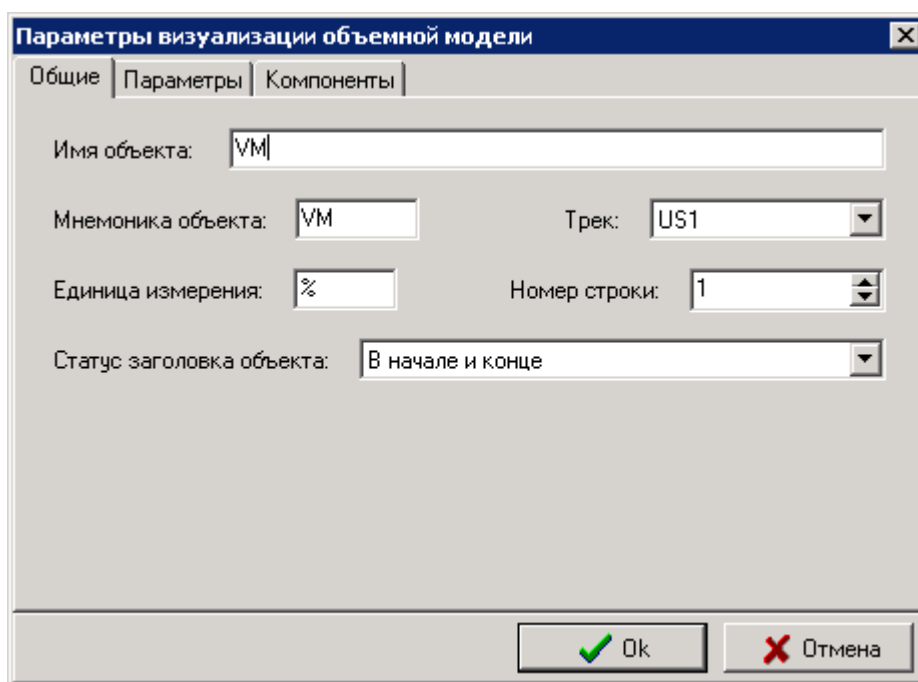 Параметры визуализации объемной модели
Общие Параметры Компоненты
Имя объекта: VM
Мнемоника объекта: VM Трек: US1
Единица измерения: % Номер строки: 1
Статус заголовка объекта: В начале и конце
Ok Отмена